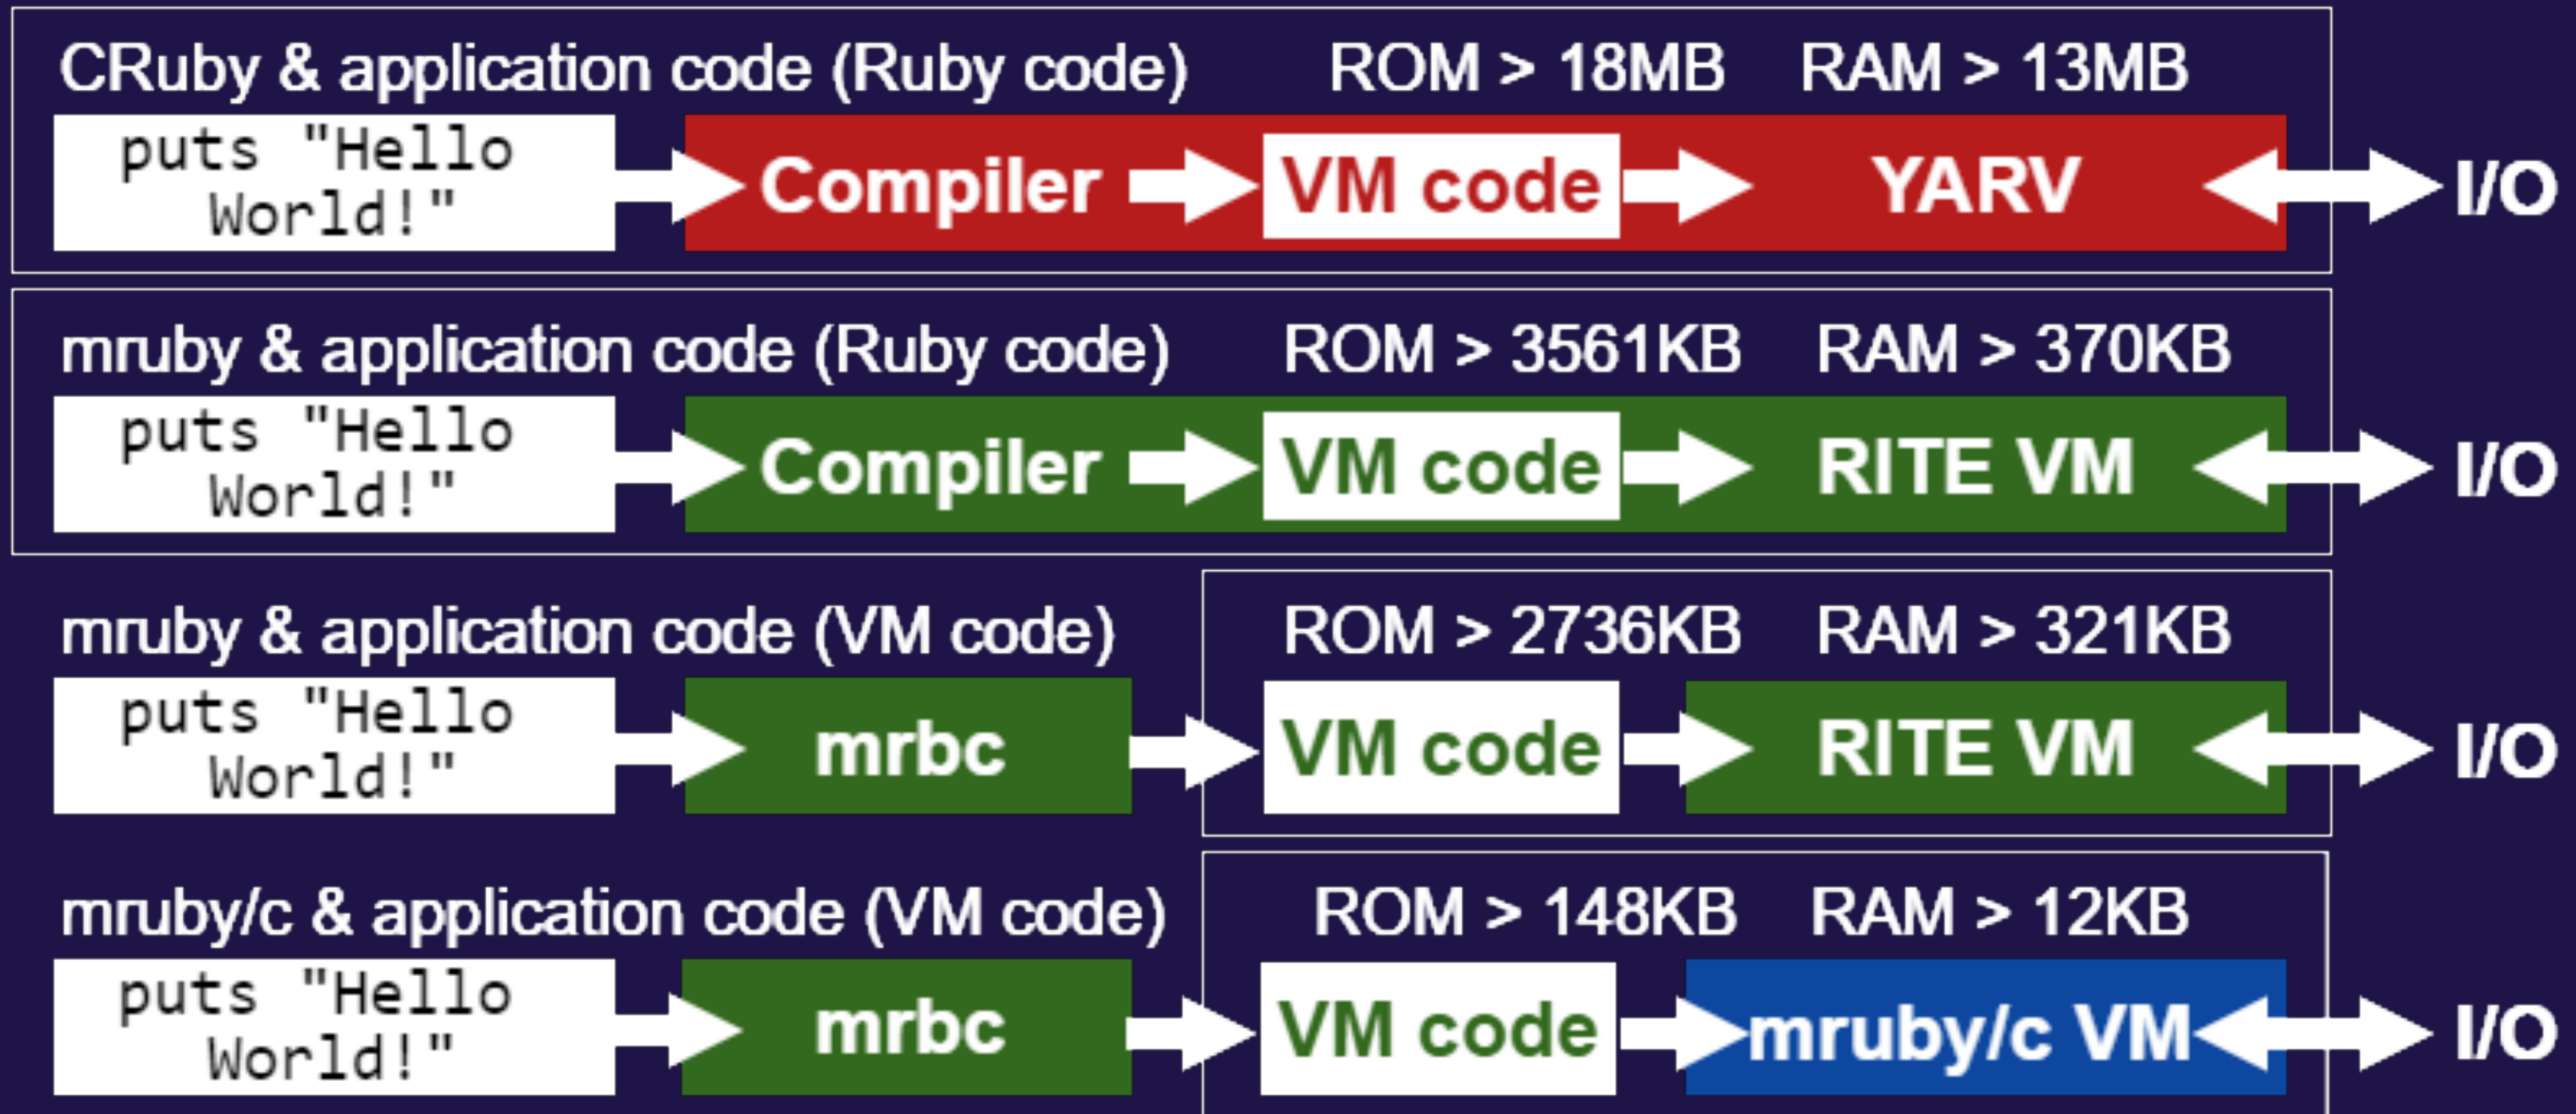 CRuby & application code (Ruby code) ROM > 18MB RAM > 13MB
puts "Hello
World!"
Compiler
VM code
YARV
I/O
mruby & application code (Ruby code) ROM > 3561KB RAM > 370KB
puts "Hello
World!"
Compiler
VM code
RITE VM
I/O
mruby & application code (VM code) ROM > 2736KB RAM > 321KB
puts "Hello
World!"
mrbc
VM code
RITE VM
I/O
mruby/c & application code (VM code) ROM > 148KB RAM > 12KB
puts "Hello
World!"
mrbc
VM code
mruby/c VM
I/O